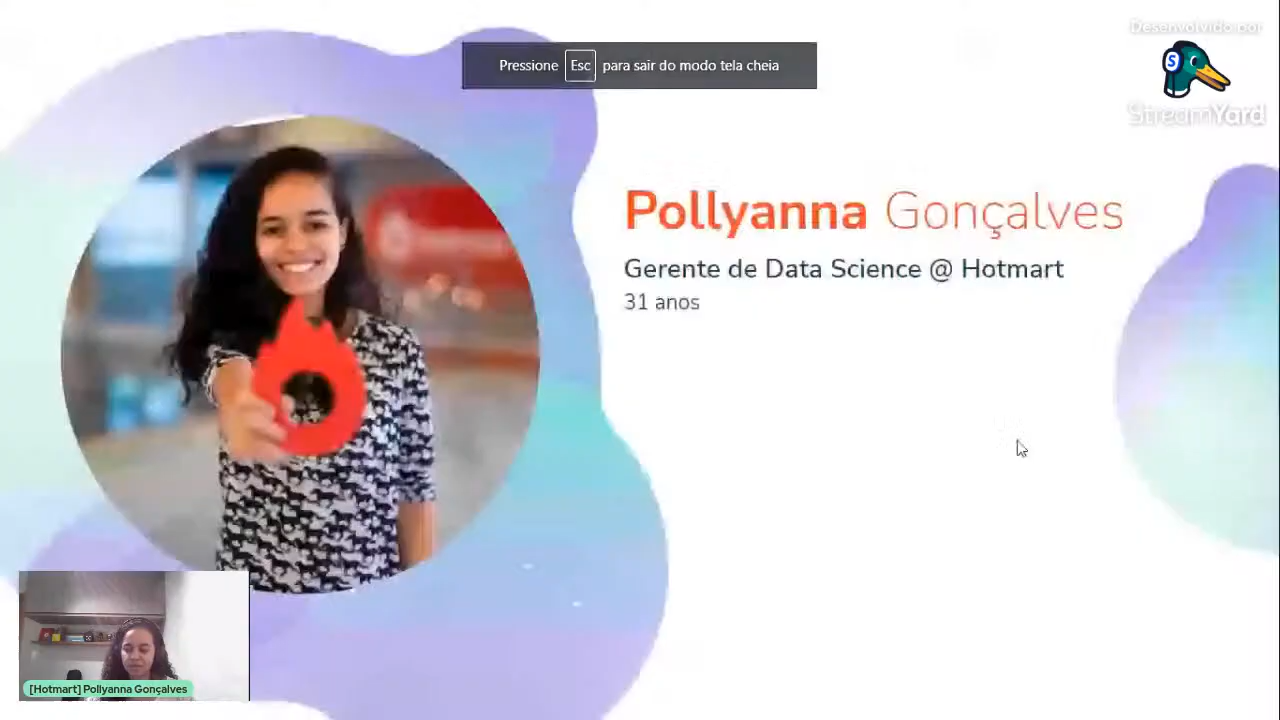 Desenvolvido por
StreamYard
Pressione Esc para sair do modo tela cheia
Pollyanna Gonçalves
Gerente de Data Science @ Hotmart
31 anos
[Hotmart] Pollyanna Gonçalves